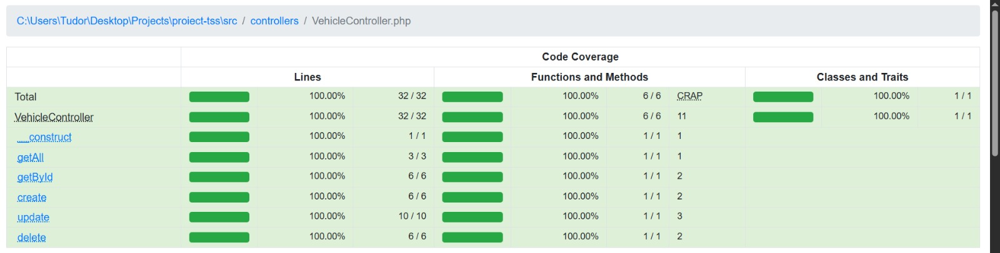 C:\Users\Tudor\Desktop\Projects\proiect-tss\src / controllers / VehicleController.php
Code Coverage
Lines Functions and Methods Classes and Traits
Total 100.00% 32 / 32 100.00% 6 / 6 CRAP 100.00% 1 / 1
VehicleController 100.00% 32 / 32 100.00% 6 / 6 11 100.00% 1 / 1
__construct 100.00% 1 / 1 100.00% 1 / 1 1
getAll 100.00% 3 / 3 100.00% 1 / 1 1
getById 100.00% 6 / 6 100.00% 1 / 1 2
create 100.00% 6 / 6 100.00% 1 / 1 2
update 100.00% 10 / 10 100.00% 1 / 1 3
delete 100.00% 6 / 6 100.00% 1 / 1 2